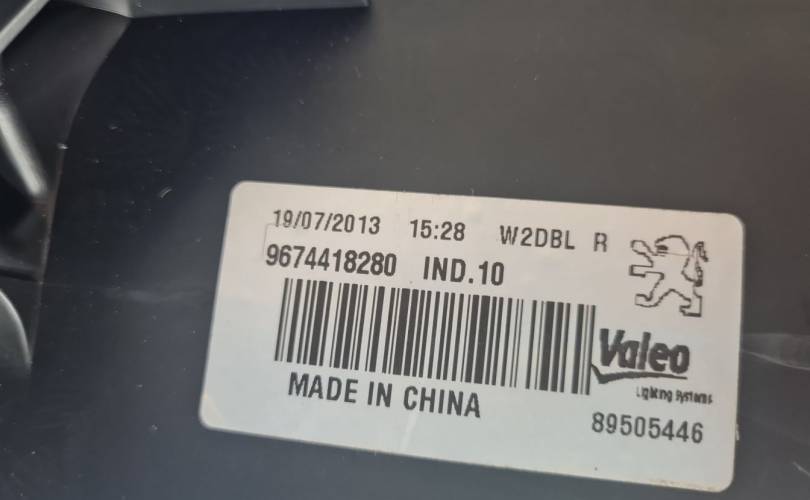 19/07/2013 15:28 W2DBL R
9674418280 IND.10
Valeo
Lighting Systems
MADE IN CHINA
89505446